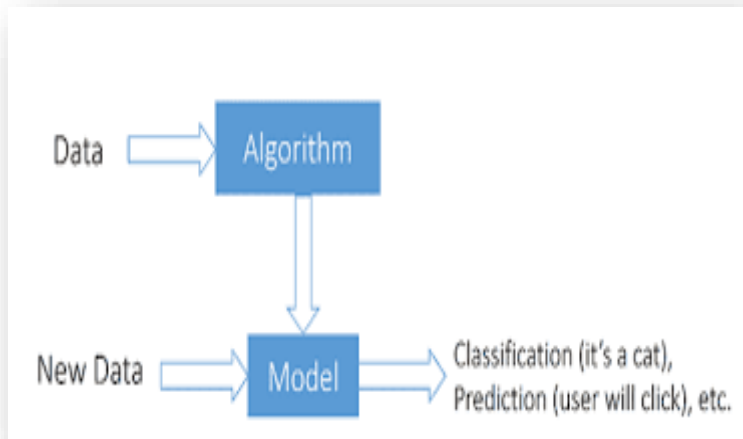 Data
Algorithm
New Data
Model
Classification (it's a cat),
Prediction (user will click), etc.